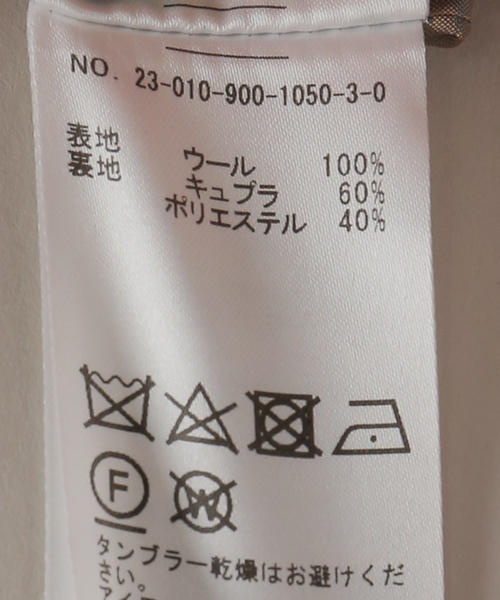 NO. 23-010-900-1050-3-0
表地 ウール 100%
裏地 キュプラ 60%
ポリエステル 40%
F W
タンブラー乾燥はお避けくだ
さい。